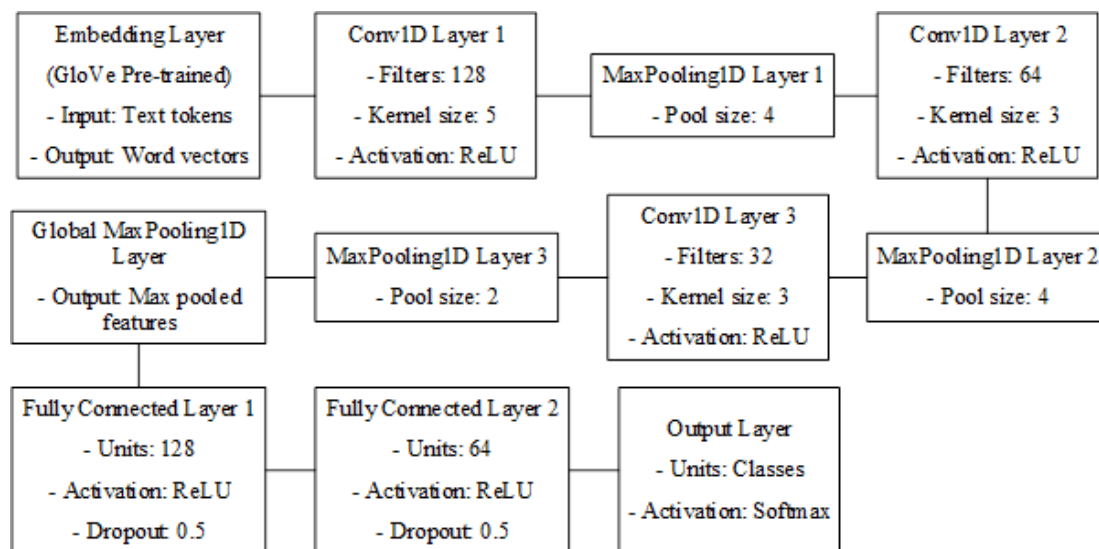 Embedding Layer
(GloVe Pre-trained)
- Input: Text tokens
- Output: Word vectors
Conv1D Layer 1
- Filters: 128
- Kernel size: 5
- Activation: ReLU
MaxPooling1D Layer 1
- Pool size: 4
Conv1D Layer 2
- Filters: 64
- Kernel size: 3
- Activation: ReLU
MaxPooling1D Layer 2
- Pool size: 4
Conv1D Layer 3
- Filters: 32
- Kernel size: 3
- Activation: ReLU
MaxPooling1D Layer 3
- Pool size: 2
Global MaxPooling1D
Layer
- Output: Max pooled
features
Fully Connected Layer 1
- Units: 128
- Activation: ReLU
- Dropout: 0.5
Fully Connected Layer 2
- Units: 64
- Activation: ReLU
- Dropout: 0.5
Output Layer
- Units: Classes
- Activation: Softmax